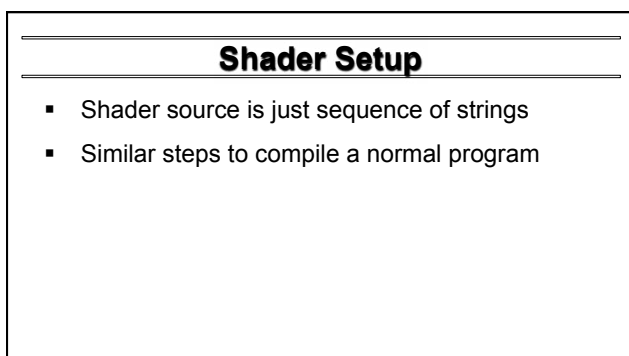 Shader Setup
▪ Shader source is just sequence of strings
▪ Similar steps to compile a normal program